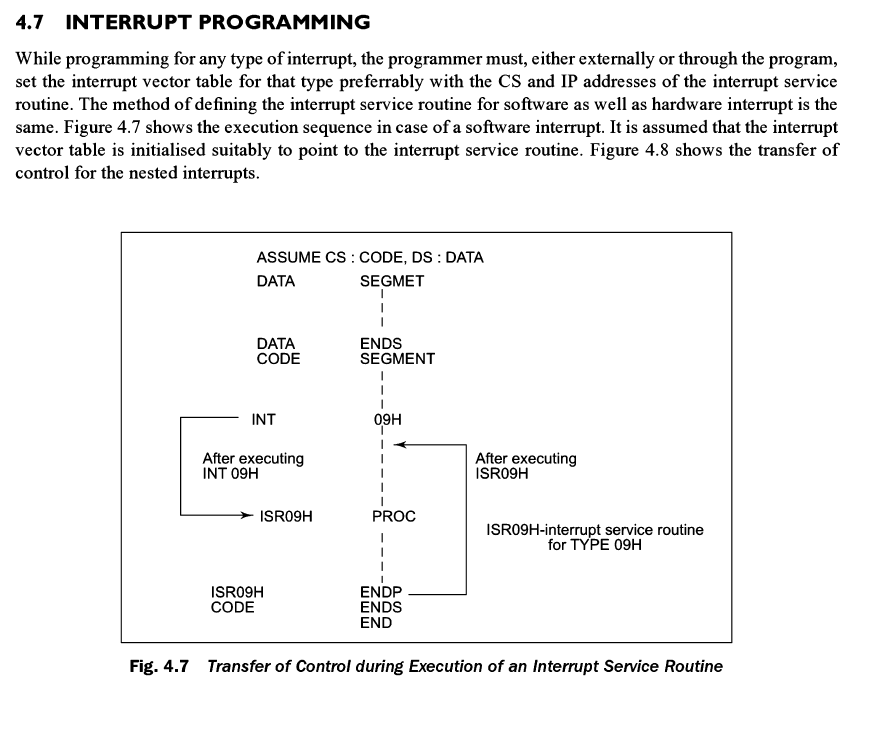 4.7 INTERRUPT PROGRAMMING
While programming for any type of interrupt, the programmer must, either externally or through the program,
set the interrupt vector table for that type preferrably with the CS and IP addresses of the interrupt service
routine. The method of defining the interrupt service routine for software as well as hardware interrupt is the
same. Figure 4.7 shows the execution sequence in case of a software interrupt. It is assumed that the interrupt
vector table is initialised suitably to point to the interrupt service routine. Figure 4.8 shows the transfer of
control for the nested interrupts.
ASSUME CS : CODE, DS : DATA
DATA SEGMET
DATA ENDS
CODE SEGMENT
INT 09H
After executing
INT 09H
After executing
ISR09H
ISR09H PROC
ISR09H-interrupt service routine
for TYPE 09H
ISR09H ENDP
CODE ENDS
END
Fig. 4.7 Transfer of Control during Execution of an Interrupt Service Routine